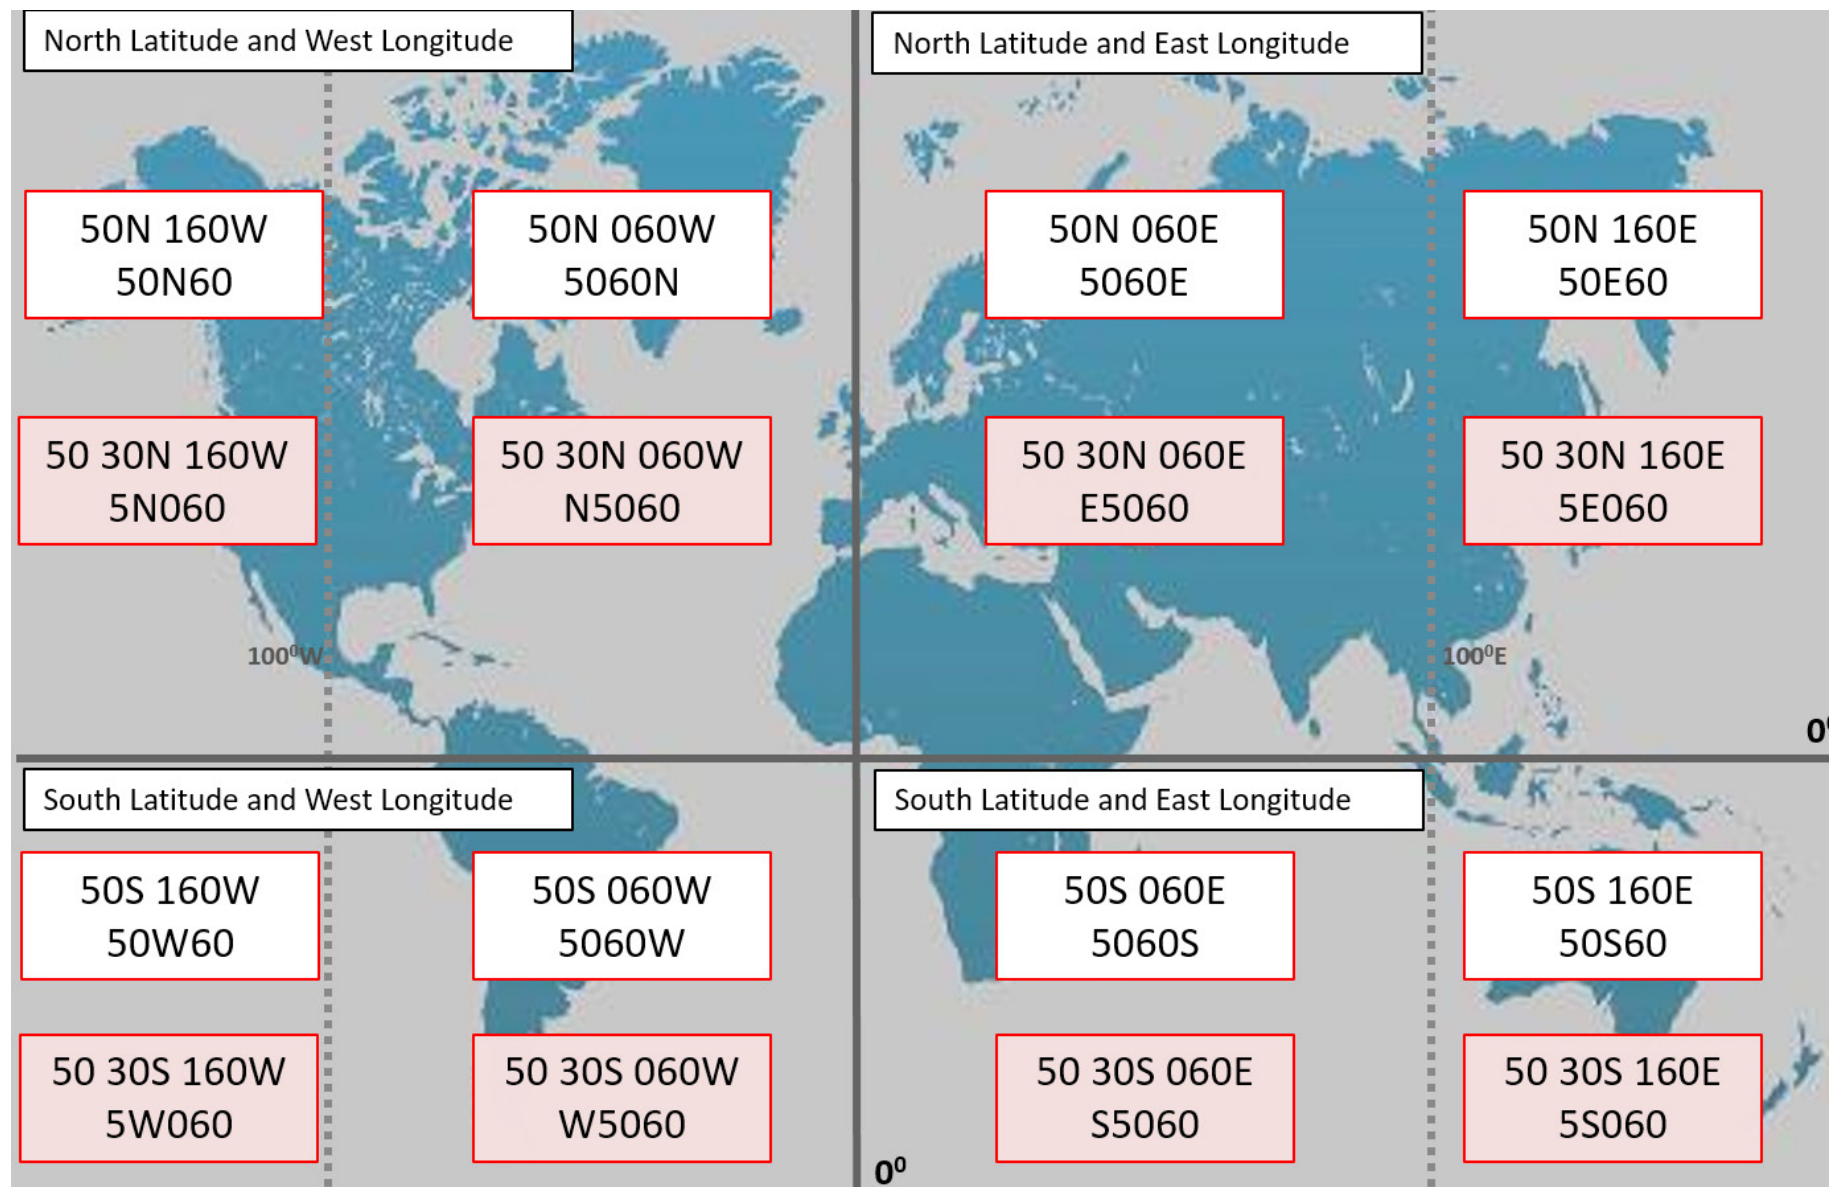 North Latitude and West Longitude
North Latitude and East Longitude
50N 160W
50N60
50N 060W
5060N
50N 060E
5060E
50N 160E
50E60
50 30N 160W
5N060
50 30N 060W
N5060
50 30N 060E
E5060
50 30N 160E
5E060
100⁰W
100⁰E
0⁰
South Latitude and West Longitude
South Latitude and East Longitude
50S 160W
50W60
50S 060W
5060W
50S 060E
5060S
50S 160E
50S60
50 30S 160W
5W060
50 30S 060W
W5060
50 30S 060E
S5060
50 30S 160E
5S060
0⁰